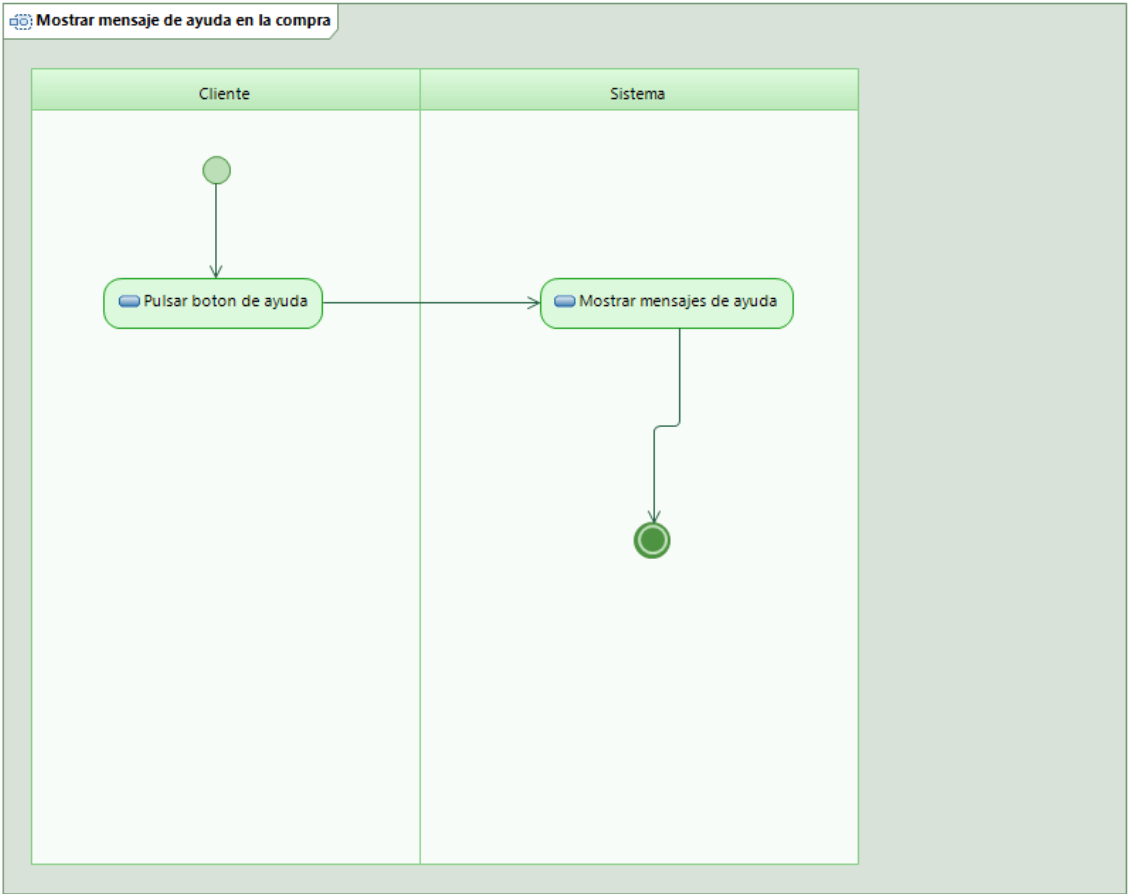 Mostrar mensaje de ayuda en la compra
Cliente
Sistema
Pulsar boton de ayuda
Mostrar mensajes de ayuda